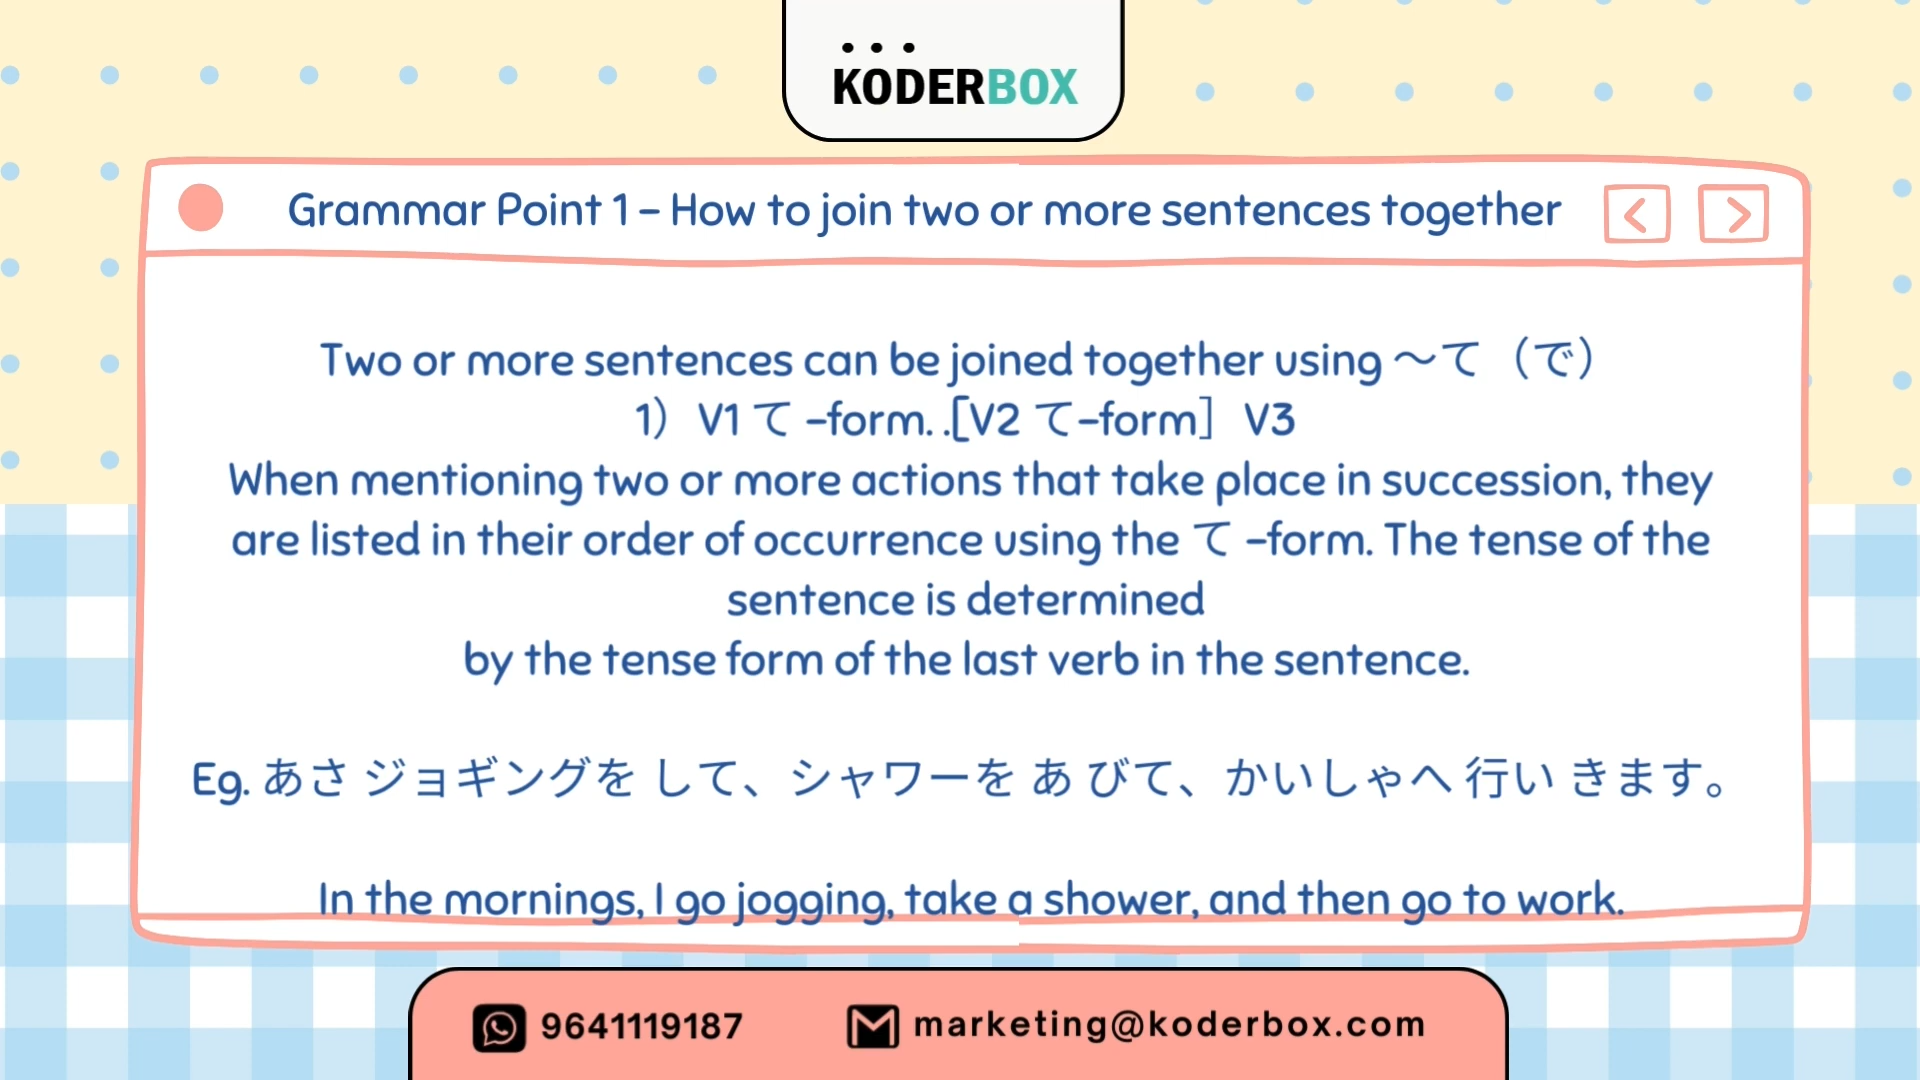 KODERBOX
Grammar Point 1 – How to join two or more sentences together
Two or more sentences can be joined together using ～て（で）
1）V1 て –form. .[V2 て–form］V3
When mentioning two or more actions that take place in succession, they
are listed in their order of occurrence using the て –form. The tense of the
sentence is determined
by the tense form of the last verb in the sentence.
Eg. あさ ジョギングを して、シャワーを あ びて、かいしゃへ 行い きます。
In the mornings, I go jogging, take a shower, and then go to work.
9641119187
marketing@koderbox.com